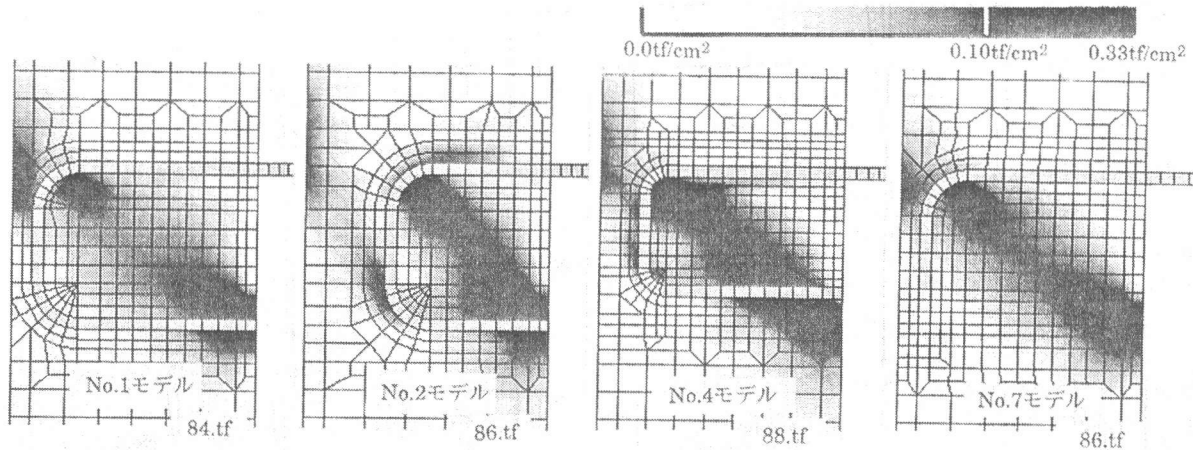 0.0tf/cm²
0.10tf/cm²
0.33tf/cm²
No.1モデル
84.tf
No.2モデル
86.tf
No.4モデル
88.tf
No.7モデル
86.tf